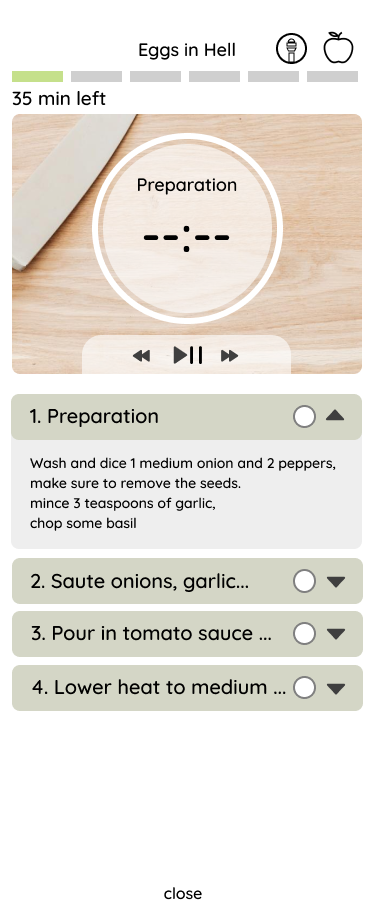 Eggs in Hell
35 min left
Preparation
--:--
1. Preparation
Wash and dice 1 medium onion and 2 peppers,
make sure to remove the seeds.
mince 3 teaspoons of garlic,
chop some basil
2. Saute onions, garlic...
3. Pour in tomato sauce ...
4. Lower heat to medium ...
close